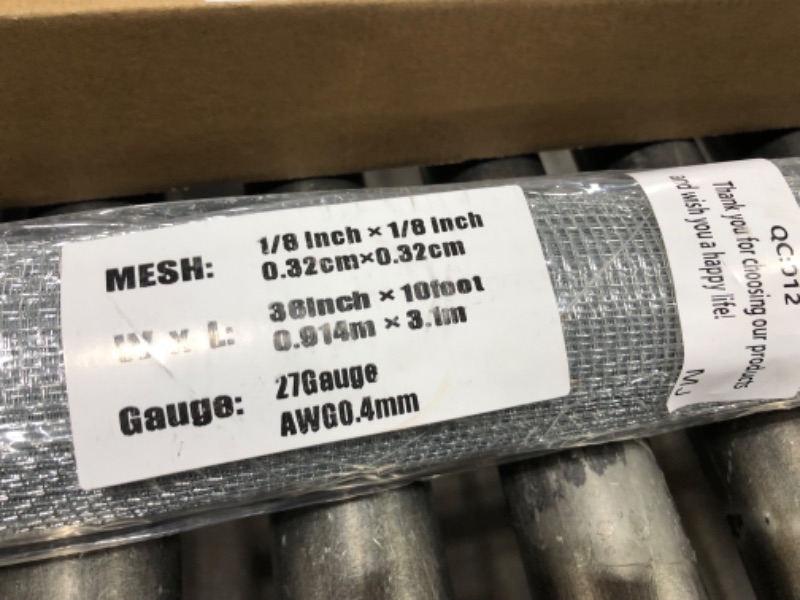 MESH: 1/8 Inch × 1/8 Inch
0.32cm×0.32cm
W x L: 36Inch × 10foot
0.914m × 3.1m
Gauge: 27Gauge
AWG0.4mm
QC:012
Thank you for choosing our products
and wish you a happy life!